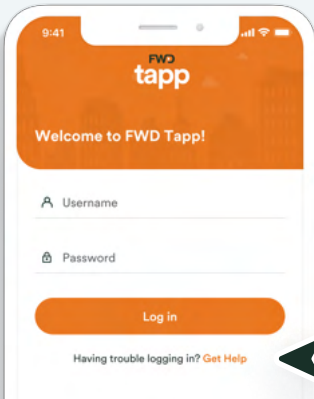 9:41
FWD
tapp
Welcome to FWD Tapp!
Username
Password
Log in
Having trouble logging in? Get Help